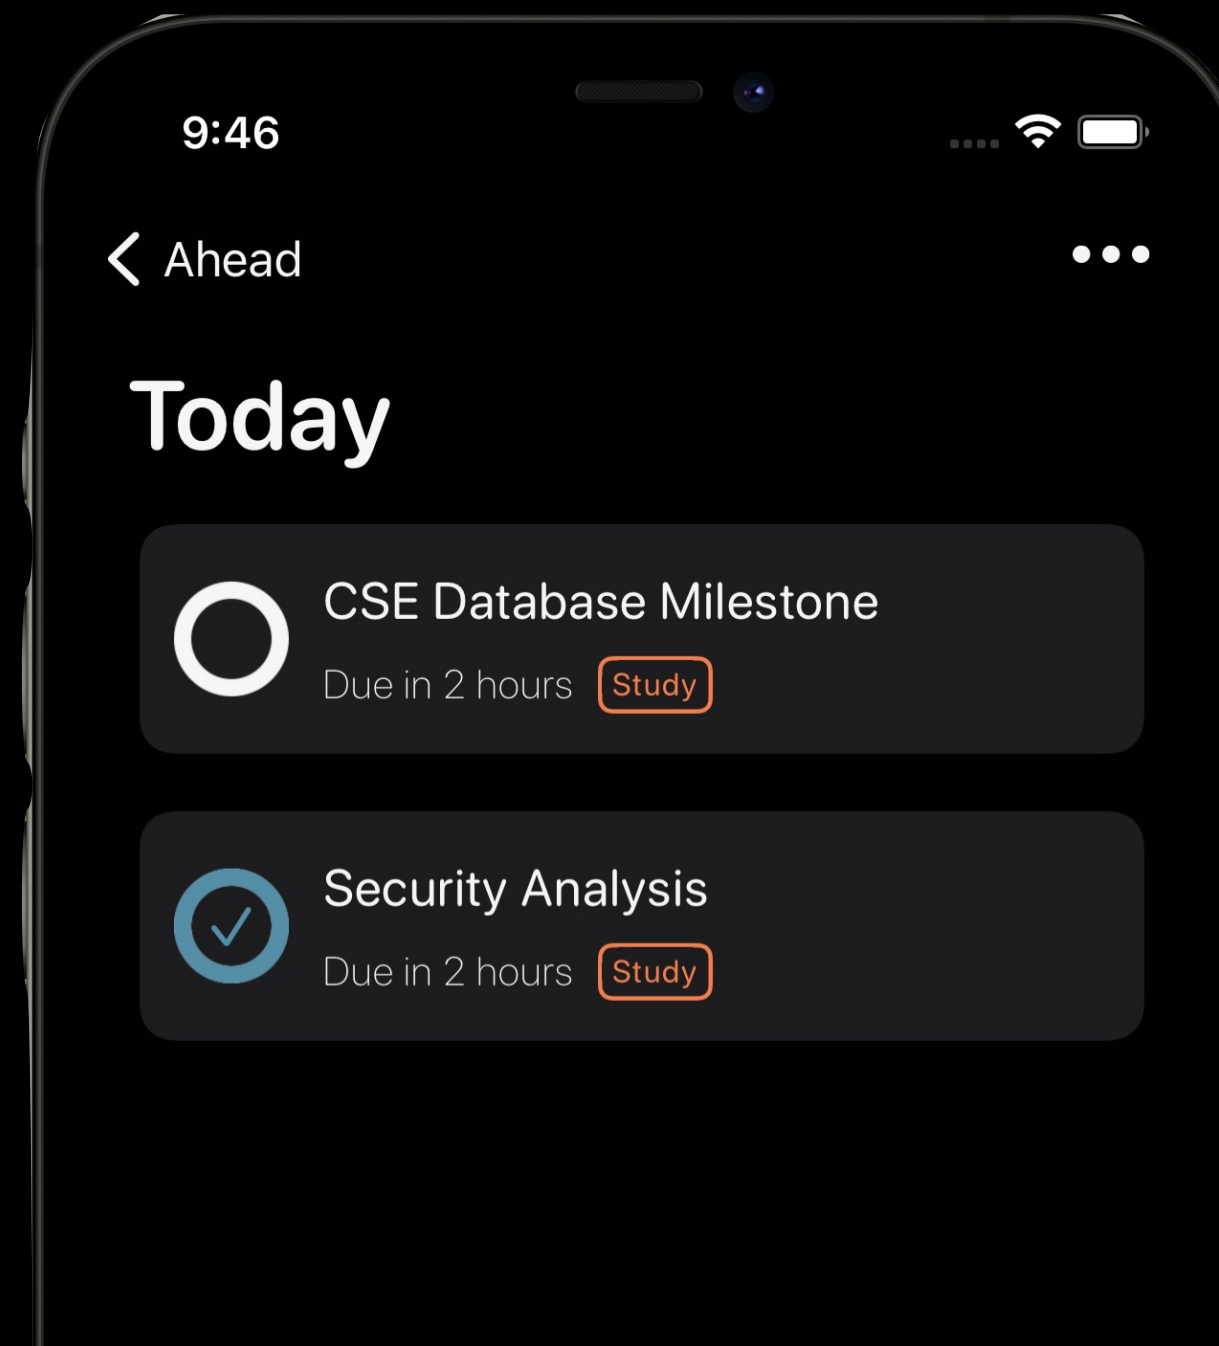 9:46
Ahead
Today
CSE Database Milestone
Due in 2 hours Study
Security Analysis
Due in 2 hours Study